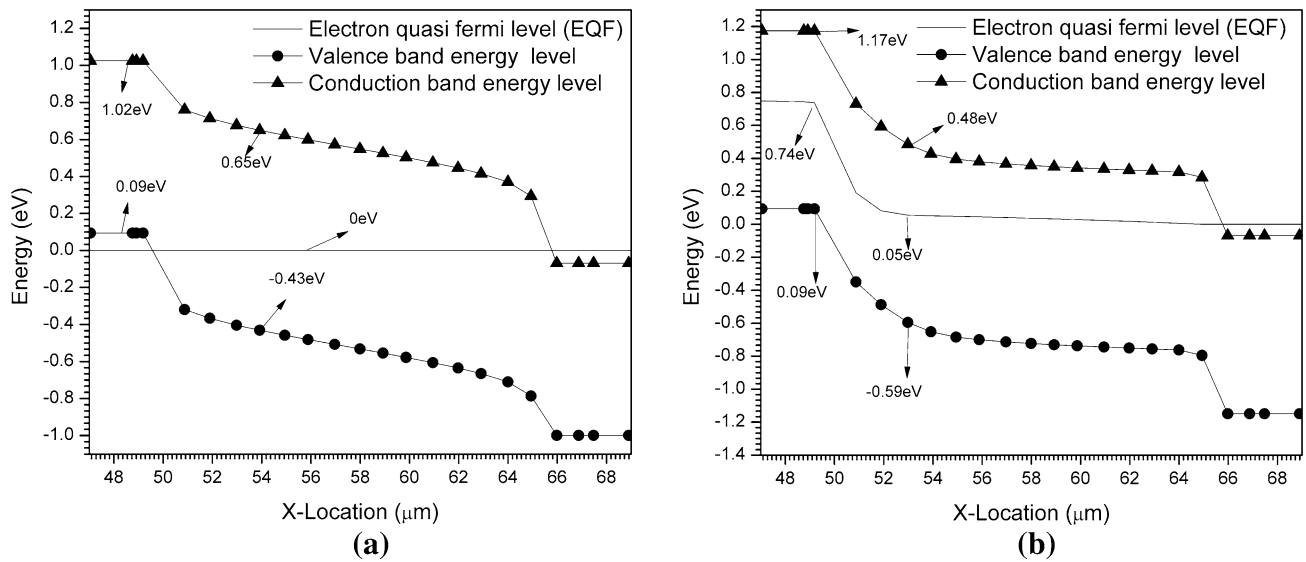 Electron quasi fermi level (EQF)
Valence band energy level
Conduction band energy level
1.2
1.0
0.8
0.6
0.4
0.2
0.0
-0.2
-0.4
-0.6
-0.8
-1.0
Energy (eV)
1.02eV
0.65eV
0.09eV
0eV
-0.43eV
48 50 52 54 56 58 60 62 64 66 68
X-Location (μm)
(a)
Electron quasi fermi level (EQF)
Valence band energy level
Conduction band energy level
1.2
1.0
0.8
0.6
0.4
0.2
0.0
-0.2
-0.4
-0.6
-0.8
-1.0
-1.2
-1.4
Energy (eV)
1.17eV
0.48eV
0.74eV
0.05eV
0.09eV
-0.59eV
48 50 52 54 56 58 60 62 64 66 68
X-Location (μm)
(b)